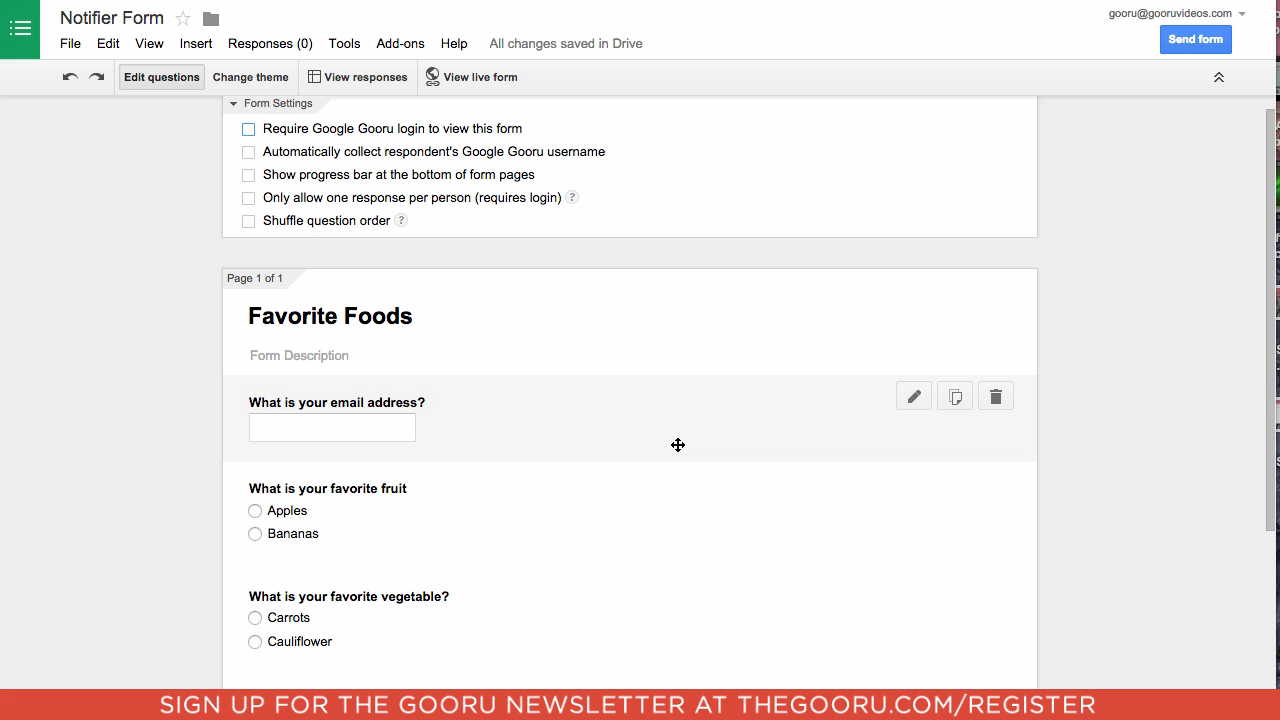 Notifier Form
gooru@gooruvideos.com
File Edit View Insert Responses (0) Tools Add-ons Help All changes saved in Drive
Send form
Edit questions Change theme View responses View live form
Form Settings
Require Google Gooru login to view this form
Automatically collect respondent's Google Gooru username
Show progress bar at the bottom of form pages
Only allow one response per person (requires login) ?
Shuffle question order ?
Page 1 of 1
Favorite Foods
Form Description
What is your email address?
What is your favorite fruit
Apples
Bananas
What is your favorite vegetable?
Carrots
Cauliflower
SIGN UP FOR THE GOORU NEWSLETTER AT THEGOORU.COM/REGISTER